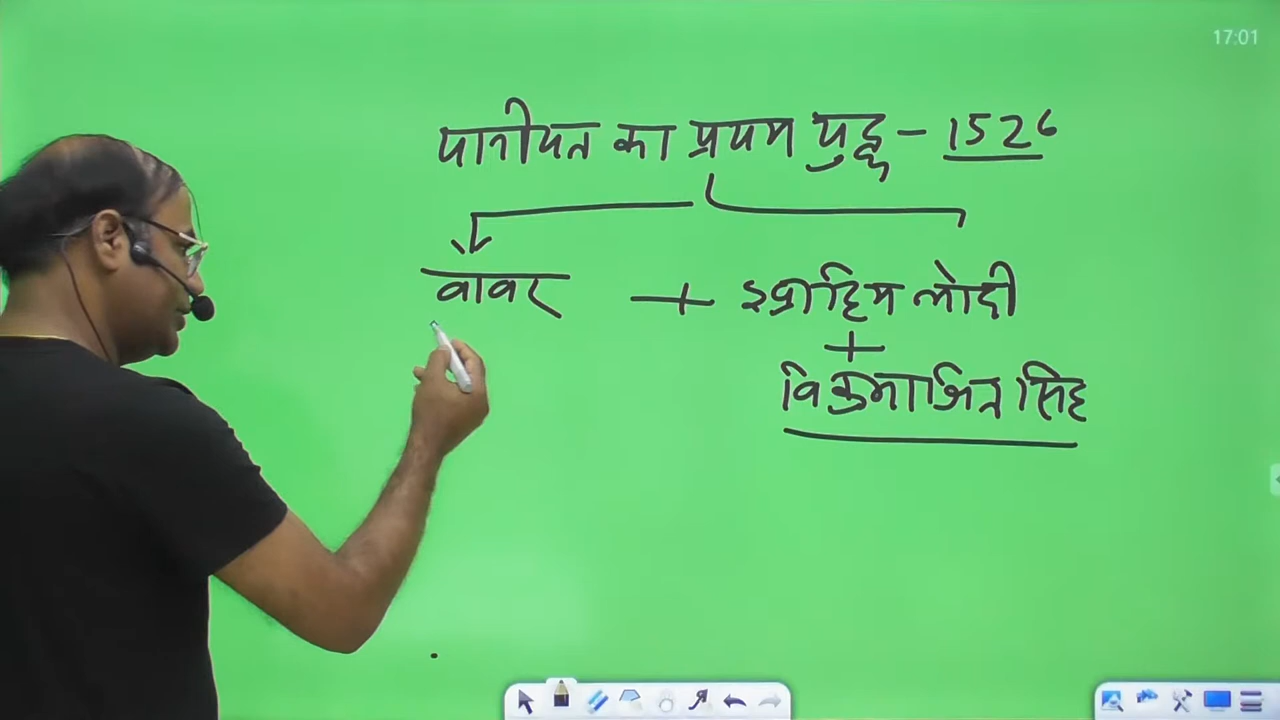 17:01
पानीपत का प्रथम युद्ध - 1526
बाबर + इब्राहिम लोदी
+
विक्रमाजित सिंह